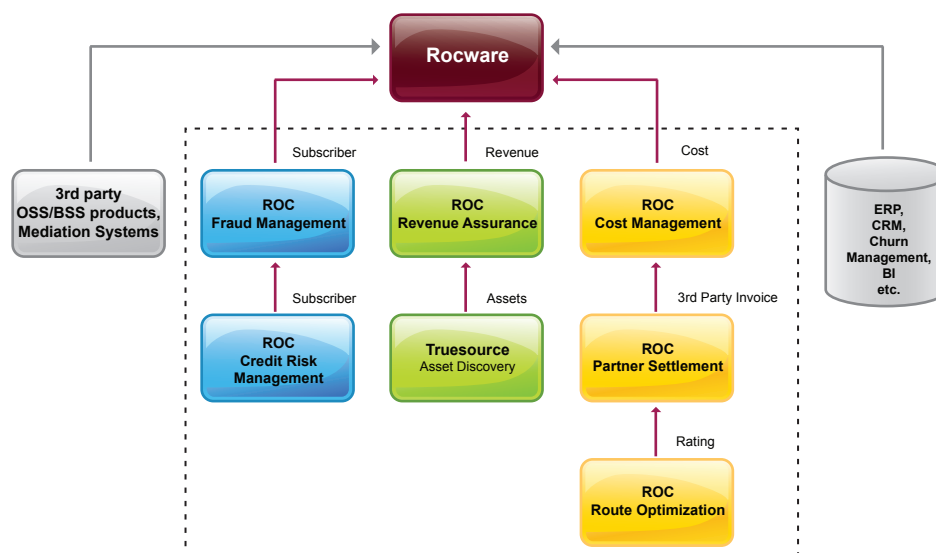 Rocware
Subscriber
Revenue
Cost
3rd party
OSS/BSS products,
Mediation Systems
ROC
Fraud Management
ROC
Revenue Assurance
ROC
Cost Management
ERP,
CRM,
Churn
Management,
BI
etc.
Subscriber
Assets
3rd Party Invoice
ROC
Credit Risk
Management
Truesource
Asset Discovery
ROC
Partner Settlement
Rating
ROC
Route Optimization